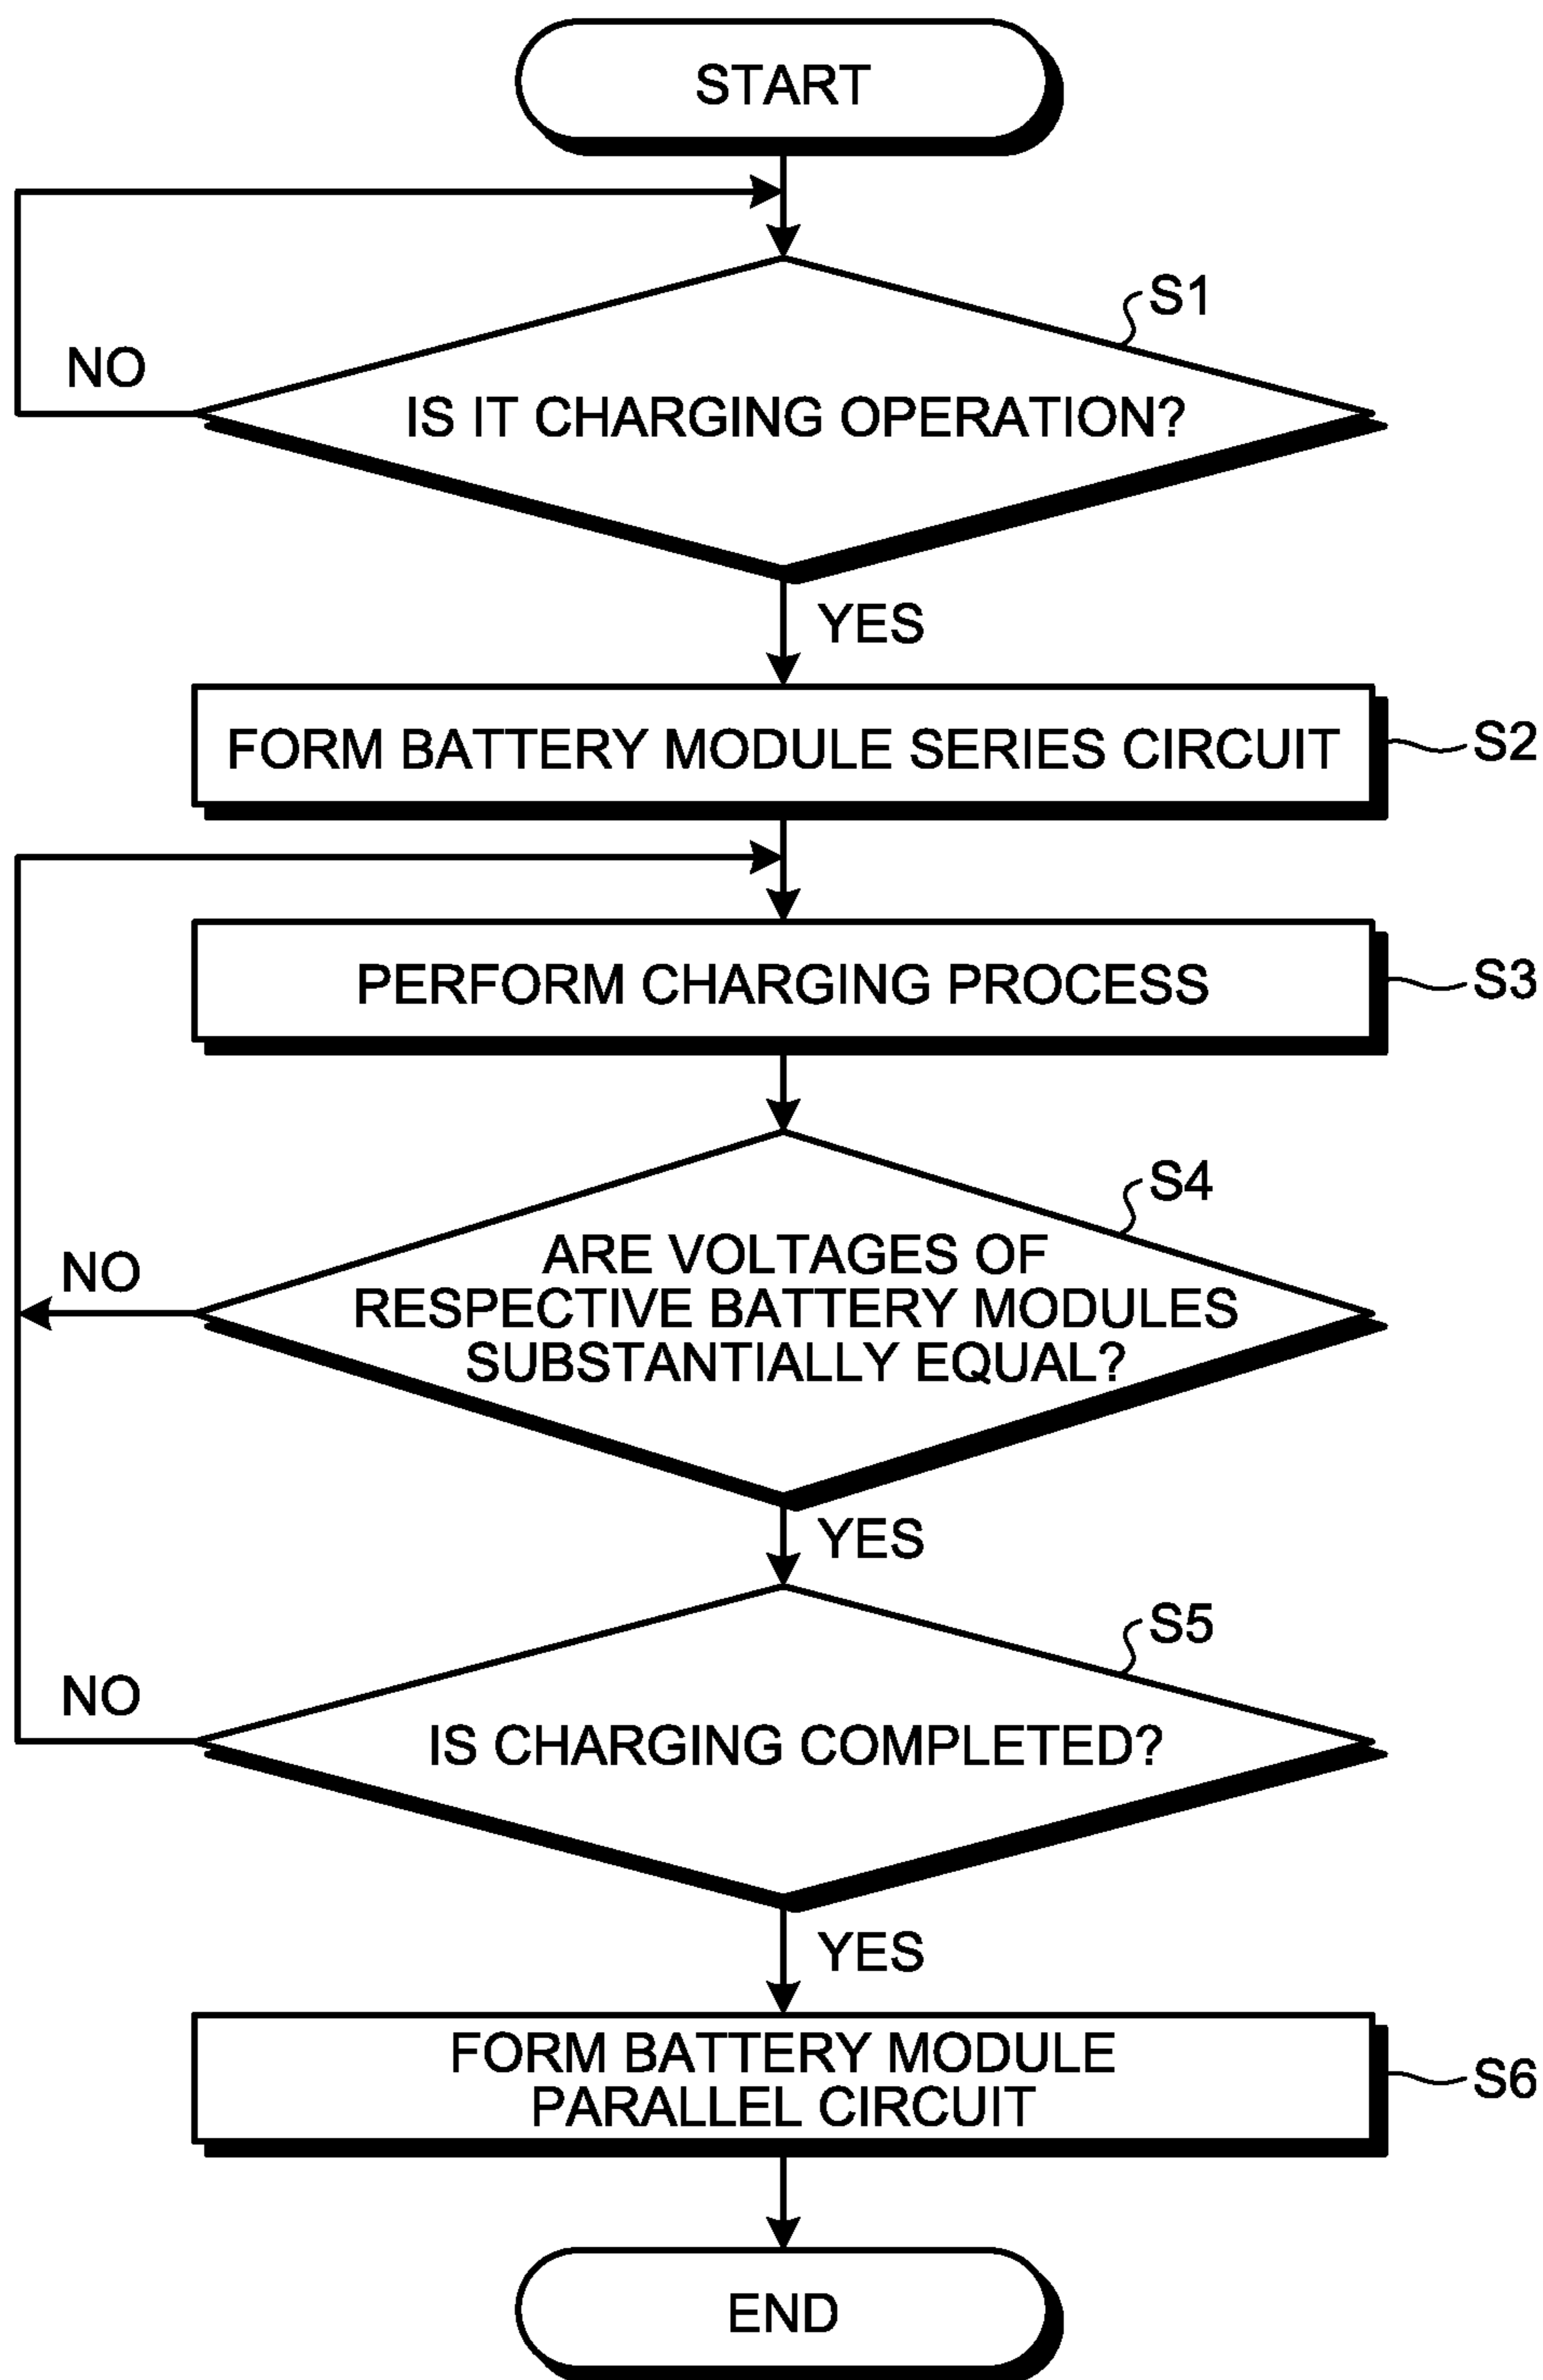 START
S1
NO
IS IT CHARGING OPERATION?
YES
FORM BATTERY MODULE SERIES CIRCUIT
S2
PERFORM CHARGING PROCESS
S3
S4
NO
ARE VOLTAGES OF
RESPECTIVE BATTERY MODULES
SUBSTANTIALLY EQUAL?
YES
S5
NO
IS CHARGING COMPLETED?
YES
FORM BATTERY MODULE
PARALLEL CIRCUIT
S6
END